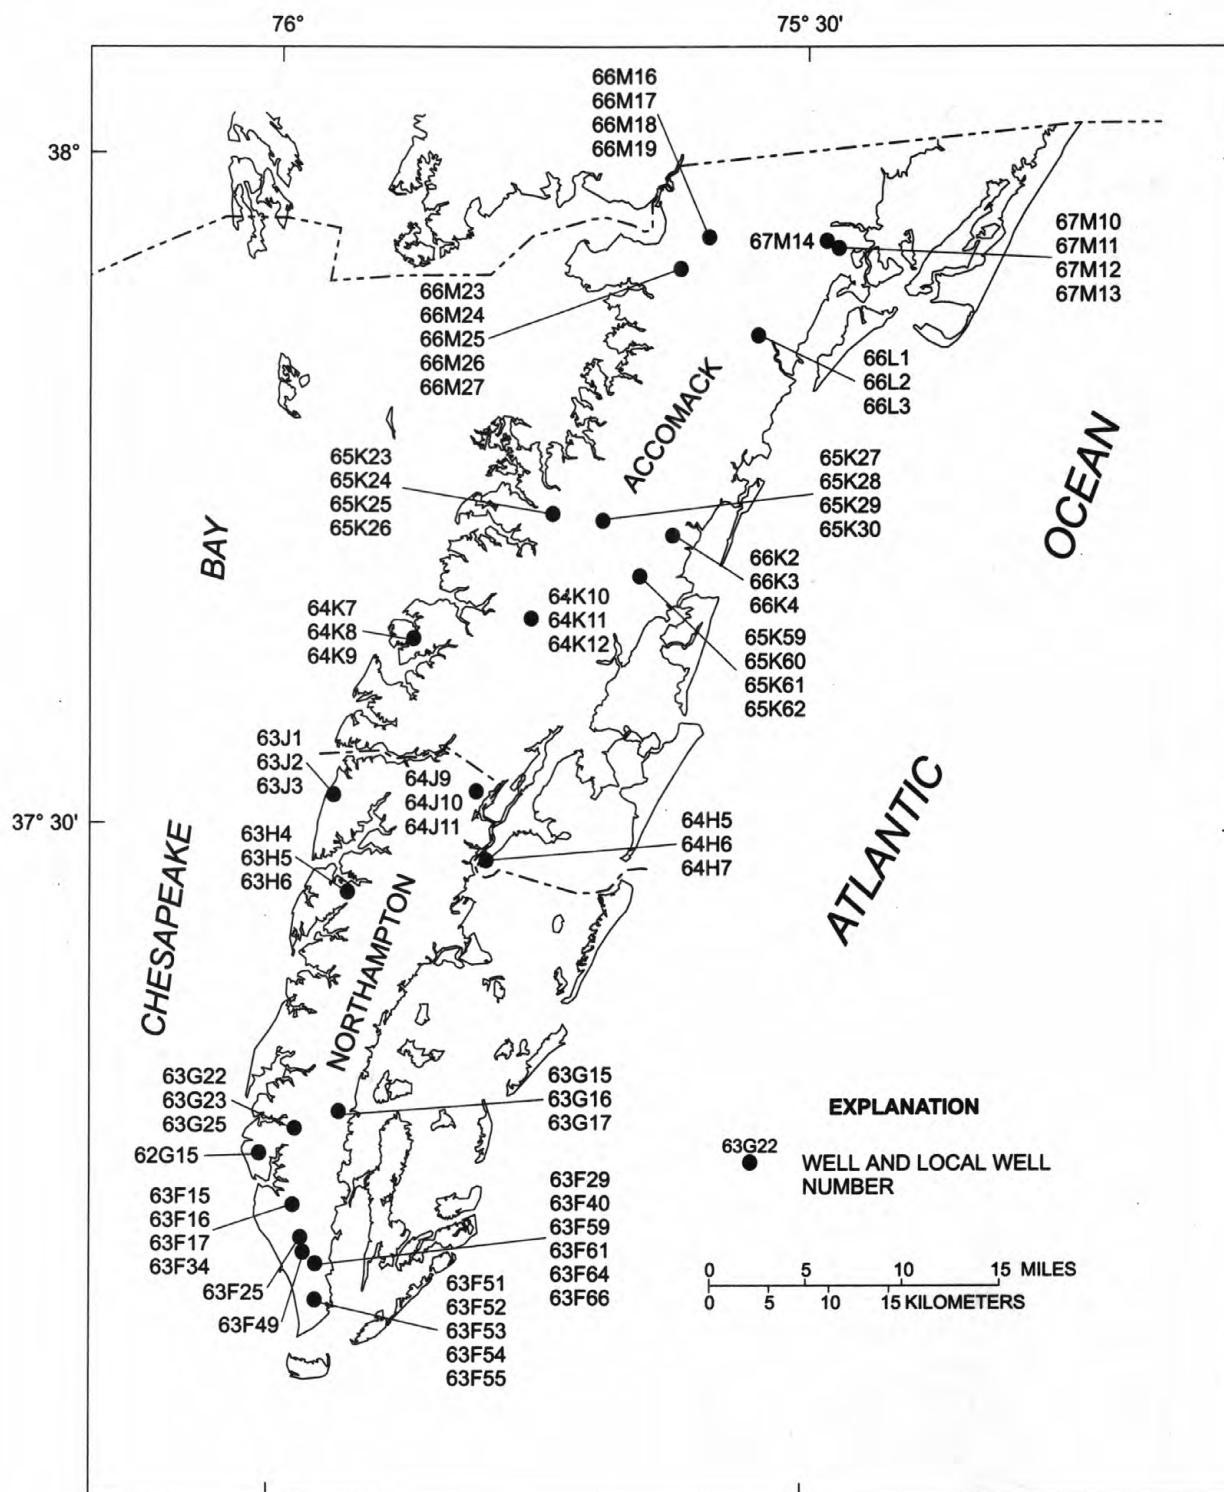 76°
75° 30'
38°
66M16
66M17
66M18
66M19
67M14
67M10
67M11
67M12
67M13
66M23
66M24
66M25
66M26
66M27
66L1
66L2
66L3
ACCOMACK
65K23
65K24
65K25
65K26
65K27
65K28
65K29
65K30
OCEAN
BAY
66K2
66K3
66K4
64K7
64K8
64K9
64K10
64K11
64K12
65K59
65K60
65K61
65K62
63J1
63J2
63J3
64J9
64J10
64J11
37° 30'
63H4
63H5
63H6
64H5
64H6
64H7
ATLANTIC
CHESAPEAKE
NORTHAMPTON
63G22
63G23
63G25
63G15
63G16
63G17
62G15
63F15
63F16
63F17
63F34
63F29
63F40
63F59
63F61
63F64
63F66
63F25
63F49
63F51
63F52
63F53
63F54
63F55
EXPLANATION
63G22
WELL AND LOCAL WELL
NUMBER
0 5 10 15 MILES
0 5 10 15 KILOMETERS